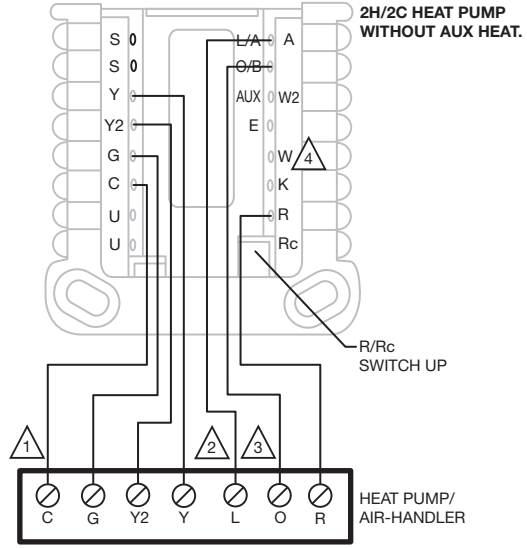 2H/2C HEAT PUMP
WITHOUT AUX HEAT.
S L/A A
S O/B
Y AUX W2
Y2 E
G W 4
C K
U R
U Rc
R/Rc
SWITCH UP
1 2 3
C G Y2 Y L O R
HEAT PUMP/
AIR-HANDLER